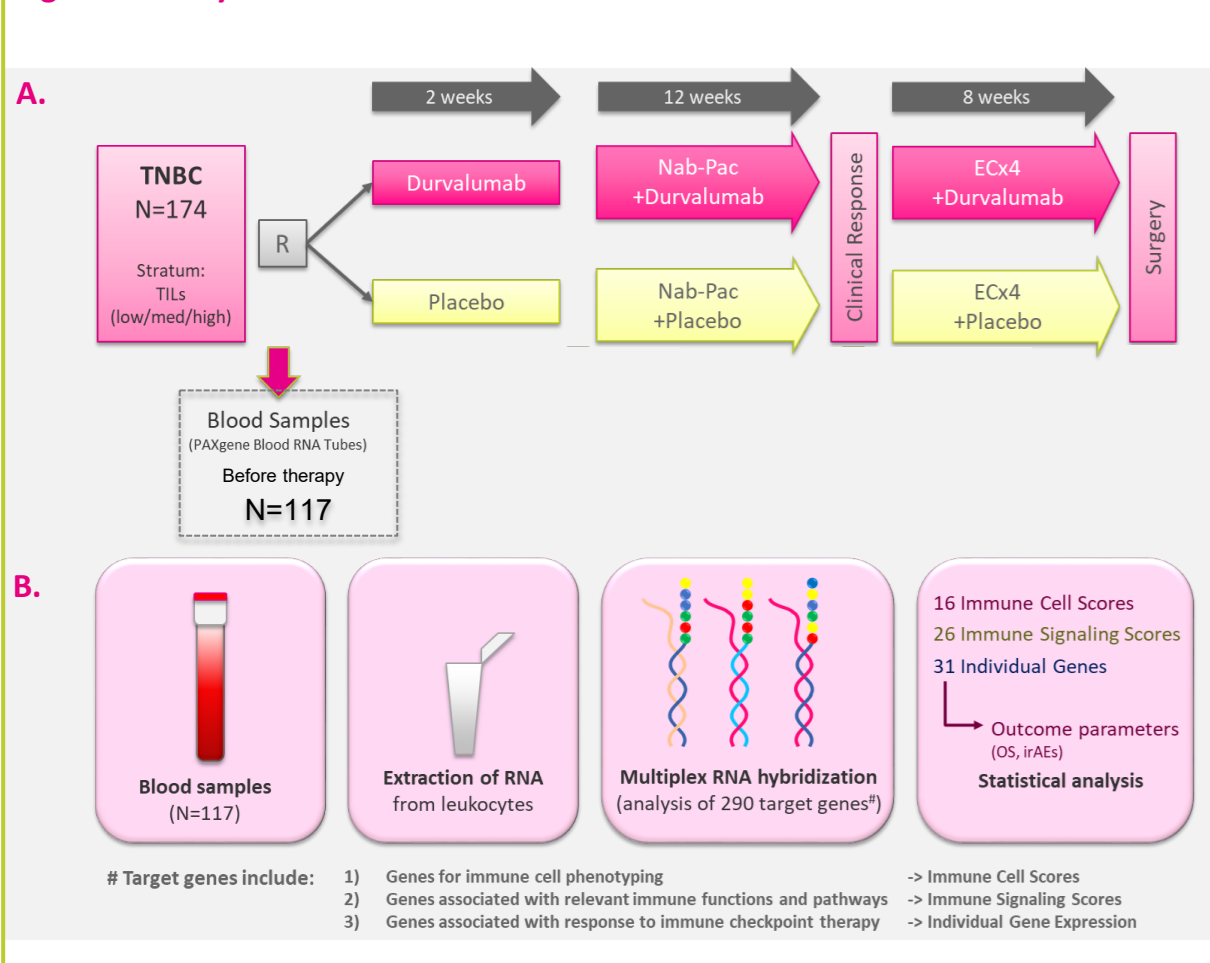 A.
2 weeks
12 weeks
8 weeks
TNBC
N=174
Stratum:
TILs
(low/med/high)
R
Durvalumab
Placebo
Nab-Pac
+Durvalumab
Nab-Pac
+Placebo
Clinical Response
ECx4
+Durvalumab
ECx4
+Placebo
Surgery
Blood Samples
(PAXgene Blood RNA Tubes)
Before therapy
N=117
B.
Blood samples
(N=117)
Extraction of RNA
from leukocytes
Multiplex RNA hybridization
(analysis of 290 target genes#)
16 Immune Cell Scores
26 Immune Signaling Scores
31 Individual Genes
Outcome parameters
(OS, irAEs)
Statistical analysis
# Target genes include:
1) Genes for immune cell phenotyping -> Immune Cell Scores
2) Genes associated with relevant immune functions and pathways -> Immune Signaling Scores
3) Genes associated with response to immune checkpoint therapy -> Individual Gene Expression